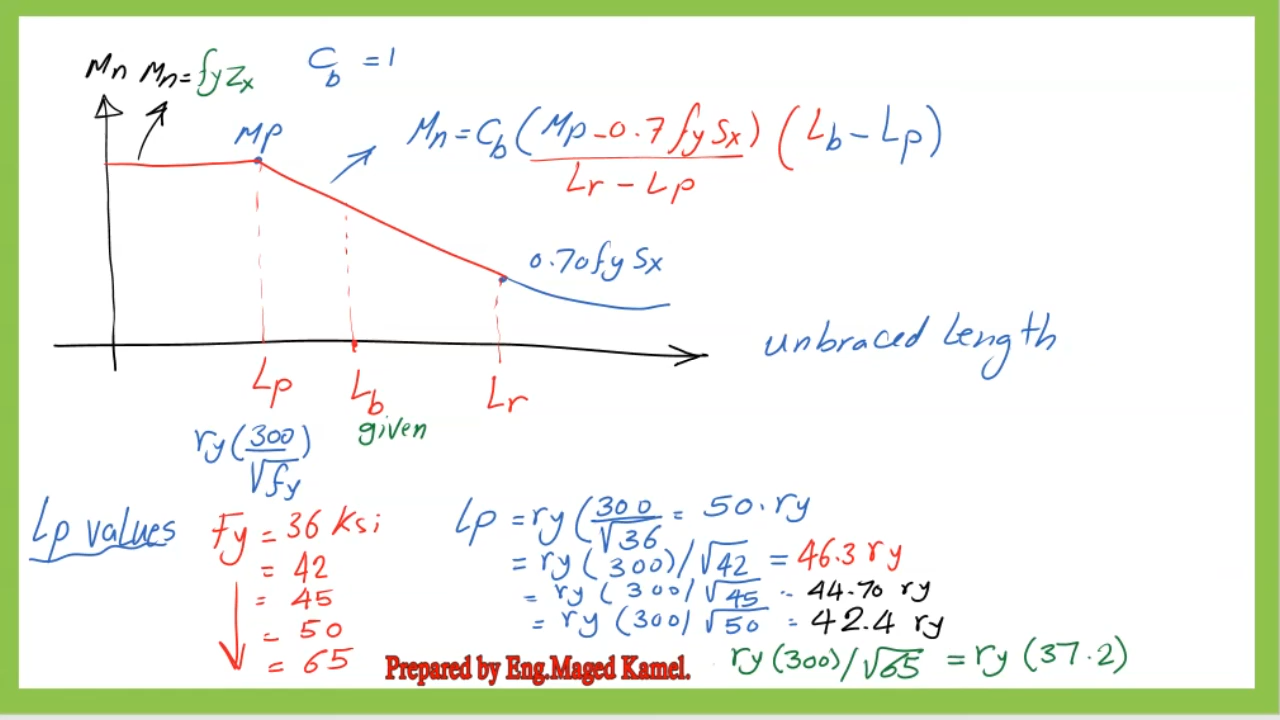 Mn Mn = fyZx Cb = 1
Mp
Mn = Cb (Mp - 0.7 fy Sx) (Lb - Lp)
Lr - Lp
0.70 fy Sx
unbraced Length
Lp Lb Lr
given
ry (300/√fy)
Lp values
Fy = 36 ksi
= 42
= 45
= 50
= 65
Lp = ry (300/√36 = 50.ry
= ry (300)/√42 = 46.3 ry
= ry (300/√45 = 44.70 ry
= ry (300)/√50 = 42.4 ry
ry (300)/√65 = ry (37.2)
Prepared by Eng.Maged Kamel.